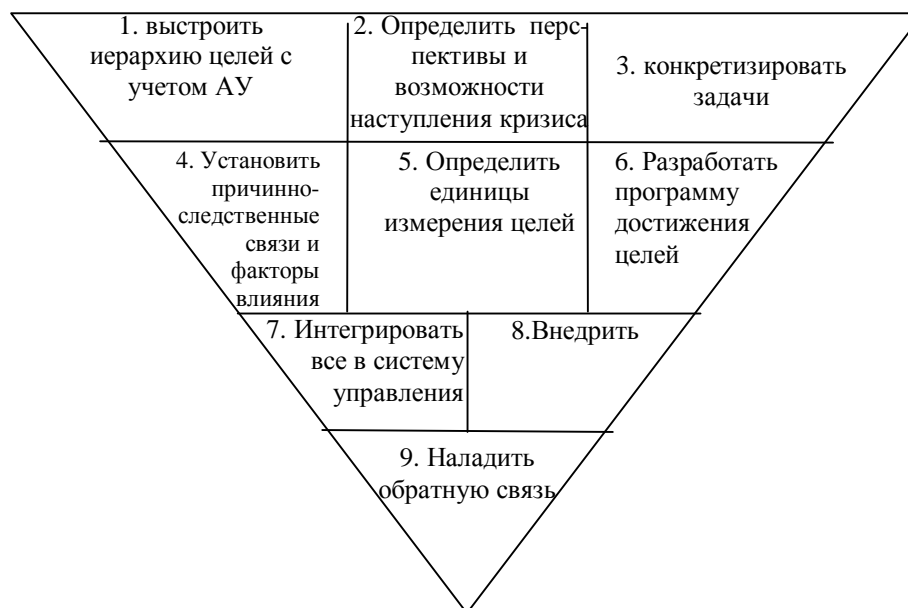 1. выстроить
иерархию целей с
учетом АУ
2. Определить перс-
пективы и
возможности
наступления кризиса
3. конкретизировать
задачи
4. Установить
причинно-
следственные
связи и
факторы
влияния
5. Определить
единицы
измерения целей
6. Разработать
программу
достижения
целей
7. Интегрировать
все в систему
управления
8.Внедрить
9. Наладить
обратную связь